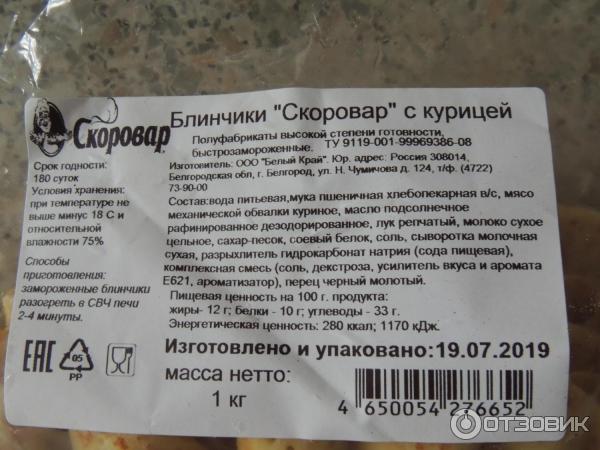 Скоровар
Блинчики "Скоровар" с курицей
Полуфабрикаты высокой степени готовности,
быстрозамороженные. ТУ 9119-001-99969386-08
Срок годности:
180 суток
Условия хранения:
при температуре не
выше минус 18 С и
относительной
влажности 75%
Способы
приготовления:
замороженные блинчики
разогреть в СВЧ печи
2-4 минуты.
Изготовитель: ООО "Белый Край". Юр. адрес: Россия 308014,
Белгородская обл, г. Белгород, ул. Н. Чумичова д. 124, т/ф. (4722)
73-90-00
Состав:вода питьевая,мука пшеничная хлебопекарная в/с, мясо
механической обвалки куриное, масло подсолнечное
рафинированное дезодорированное, лук репчатый, молоко сухое
цельное, сахар-песок, соевый белок, соль, сыворотка молочная
сухая, разрыхлитель гидрокарбонат натрия (сода пищевая),
комплексная смесь (соль, декстроза, усилитель вкуса и аромата
Е621, ароматизатор), перец черный молотый.
Пищевая ценность на 100 г. продукта:
жиры- 12 г; белки - 10 г; углеводы - 33 г.
Энергетическая ценность: 280 ккал; 1170 кДж.
Изготовлено и упаковано:19.07.2019
масса нетто:
1 кг
EAC
05
PP
4 650054 276652
ОТЗОВИК